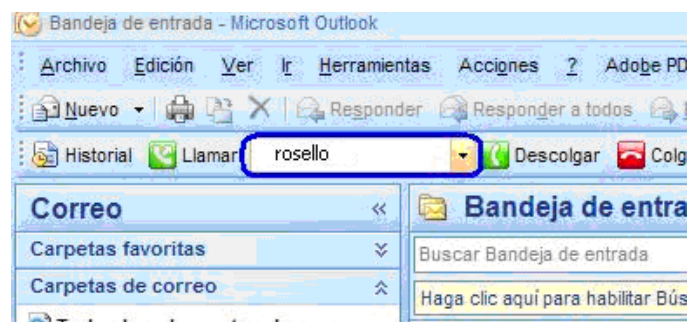 Bandeja de entrada - Microsoft Outlook
Archivo Edición Ver Ir Herramientas Acciones ? Adobe PD
Nuevo Responder Responder a todos
Historial Llamar rosello Descolgar Colg
Correo « Bandeja de entra
Carpetas favoritas Buscar Bandeja de entrada
Carpetas de correo Haga clic aquí para habilitar Bús